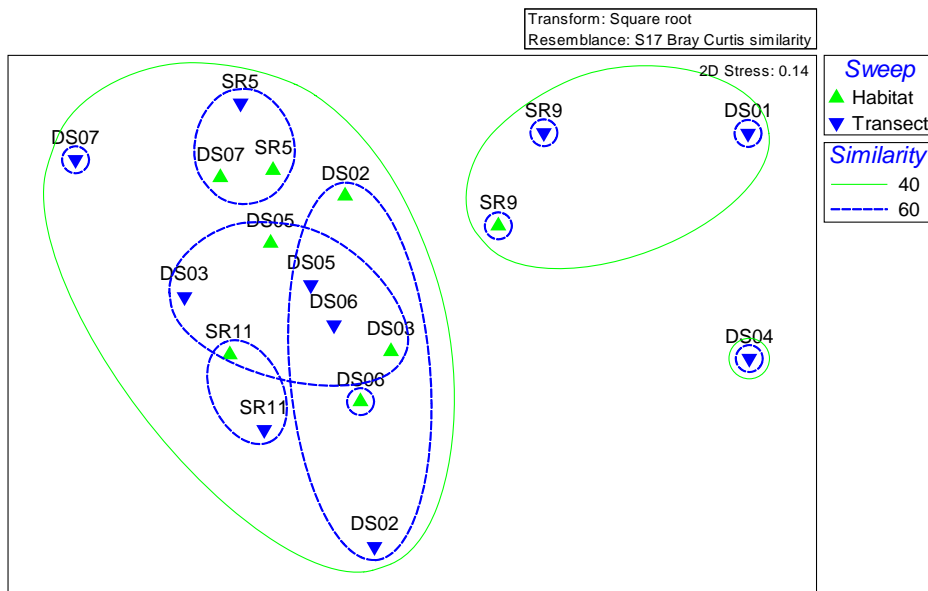 Transform: Square root
Resemblance: S17 Bray Curtis similarity
2D Stress: 0.14
Sweep
Habitat
Transect
Similarity
40
60
SR5
SR9
DS01
DS07
DS07
SR5
DS02
SR9
DS05
DS03
DS05
DS06
SR11
DS03
DS04
DS06
SR11
DS02